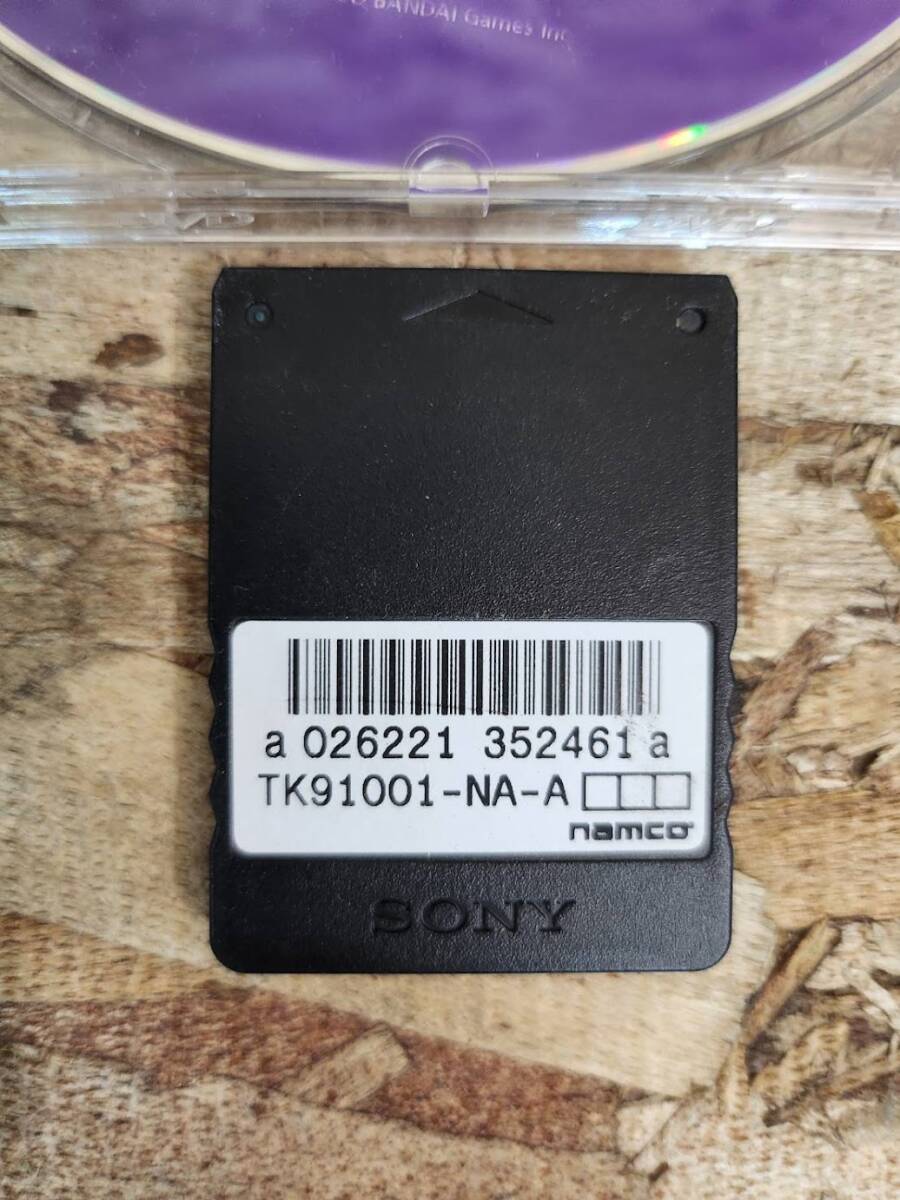 BANDAI Games Inc.
a 026221 352461 a
TK91001-NA-A
namco
SONY